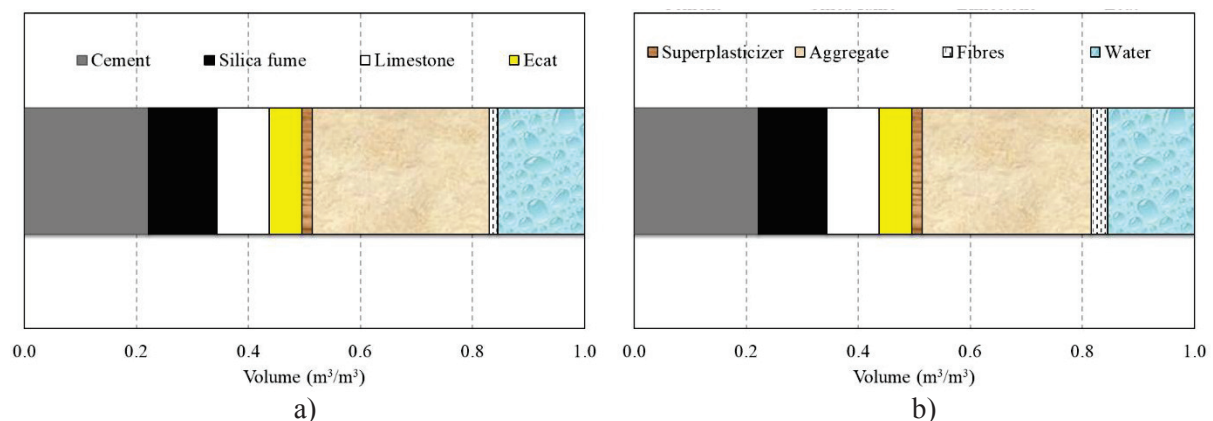 Cement Silica fume Limestone Ecat
0.0 0.2 0.4 0.6 0.8 1.0
Volume (m³/m³)
a)
Superplasticizer Aggregate Fibres Water
0.0 0.2 0.4 0.6 0.8 1.0
Volume (m³/m³)
b)